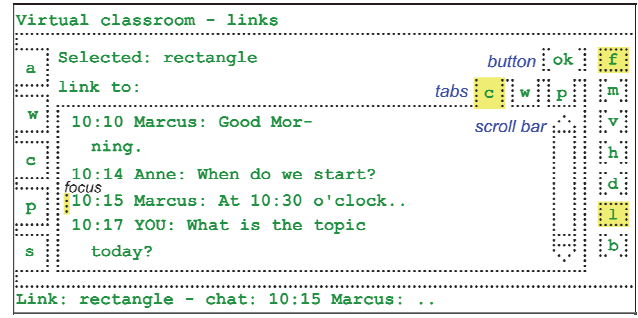 Virtual classroom - links
a
Selected: rectangle
button ok
f
link to:
tabs c w p
m
w
10:10 Marcus: Good Mor-
scroll bar
v
ning.
c
10:14 Anne: When do we start?
h
focus
d
p
10:15 Marcus: At 10:30 o'clock..
l
10:17 YOU: What is the topic
s
today?
b
Link: rectangle - chat: 10:15 Marcus: ..